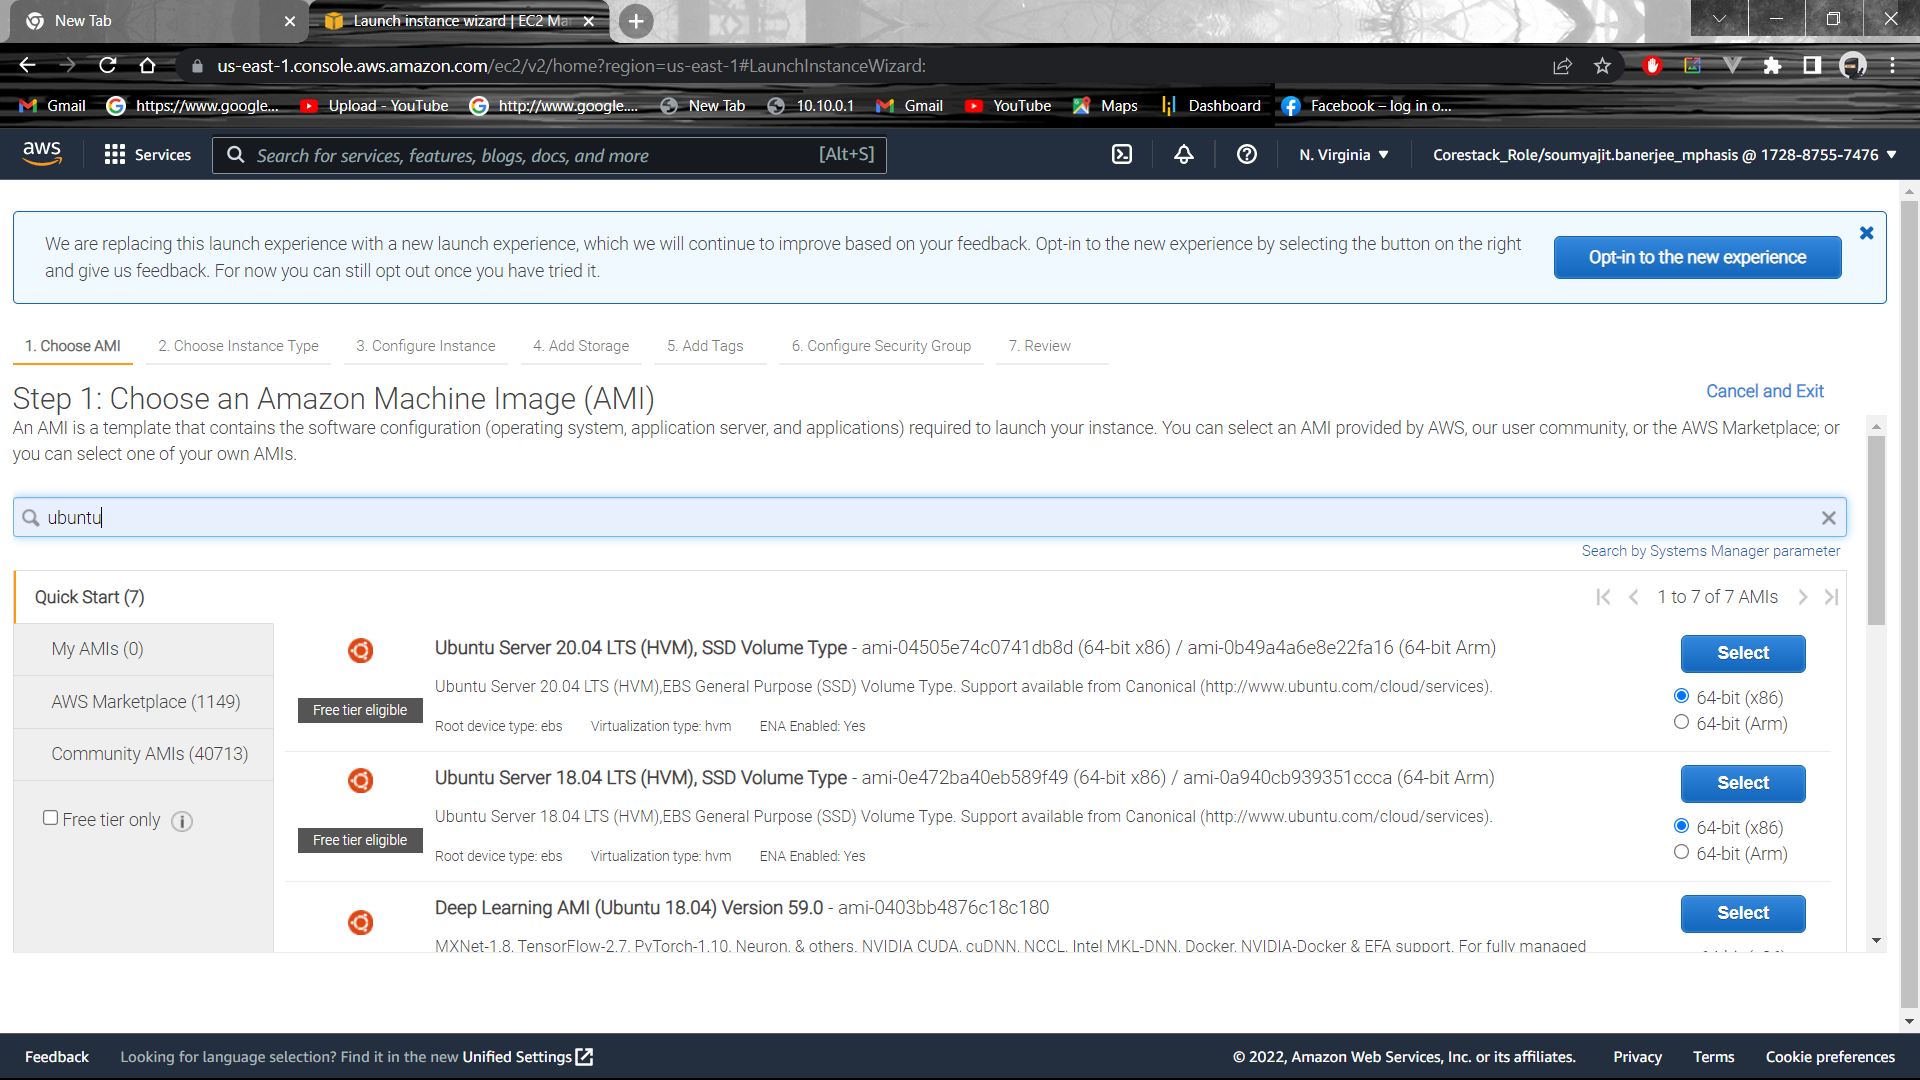 New Tab
Launch instance wizard | EC2 Ma
us-east-1.console.aws.amazon.com/ec2/v2/home?region=us-east-1#LaunchInstanceWizard:
Gmail https://www.google... Upload - YouTube http://www.google.... New Tab 10.10.0.1 Gmail YouTube Maps Dashboard Facebook – log in o...
aws Services Search for services, features, blogs, docs, and more [Alt+S] N. Virginia Corestack_Role/soumyajit.banerjee_mphasis @ 1728-8755-7476
We are replacing this launch experience with a new launch experience, which we will continue to improve based on your feedback. Opt-in to the new experience by selecting the button on the right
and give us feedback. For now you can still opt out once you have tried it.
Opt-in to the new experience
1. Choose AMI 2. Choose Instance Type 3. Configure Instance 4. Add Storage 5. Add Tags 6. Configure Security Group 7. Review
Step 1: Choose an Amazon Machine Image (AMI)
Cancel and Exit
An AMI is a template that contains the software configuration (operating system, application server, and applications) required to launch your instance. You can select an AMI provided by AWS, our user community, or the AWS Marketplace; or
you can select one of your own AMIs.
ubuntu
Search by Systems Manager parameter
Quick Start (7)
1 to 7 of 7 AMIs
My AMIs (0)
AWS Marketplace (1149)
Community AMIs (40713)
Free tier only
Ubuntu Server 20.04 LTS (HVM), SSD Volume Type - ami-04505e74c0741db8d (64-bit x86) / ami-0b49a4a6e8e22fa16 (64-bit Arm)
Ubuntu Server 20.04 LTS (HVM),EBS General Purpose (SSD) Volume Type. Support available from Canonical (http://www.ubuntu.com/cloud/services).
Free tier eligible
Root device type: ebs Virtualization type: hvm ENA Enabled: Yes
Select
64-bit (x86)
64-bit (Arm)
Ubuntu Server 18.04 LTS (HVM), SSD Volume Type - ami-0e472ba40eb589f49 (64-bit x86) / ami-0a940cb939351ccca (64-bit Arm)
Ubuntu Server 18.04 LTS (HVM),EBS General Purpose (SSD) Volume Type. Support available from Canonical (http://www.ubuntu.com/cloud/services).
Free tier eligible
Root device type: ebs Virtualization type: hvm ENA Enabled: Yes
Select
64-bit (x86)
64-bit (Arm)
Deep Learning AMI (Ubuntu 18.04) Version 59.0 - ami-0403bb4876c18c180
MXNet-1.8, TensorFlow-2.7, PyTorch-1.10, Neuron, & others. NVIDIA CUDA, cuDNN, NCCL, Intel MKL-DNN, Docker, NVIDIA-Docker & EFA support. For fully managed
Select
Feedback Looking for language selection? Find it in the new Unified Settings
© 2022, Amazon Web Services, Inc. or its affiliates. Privacy Terms Cookie preferences